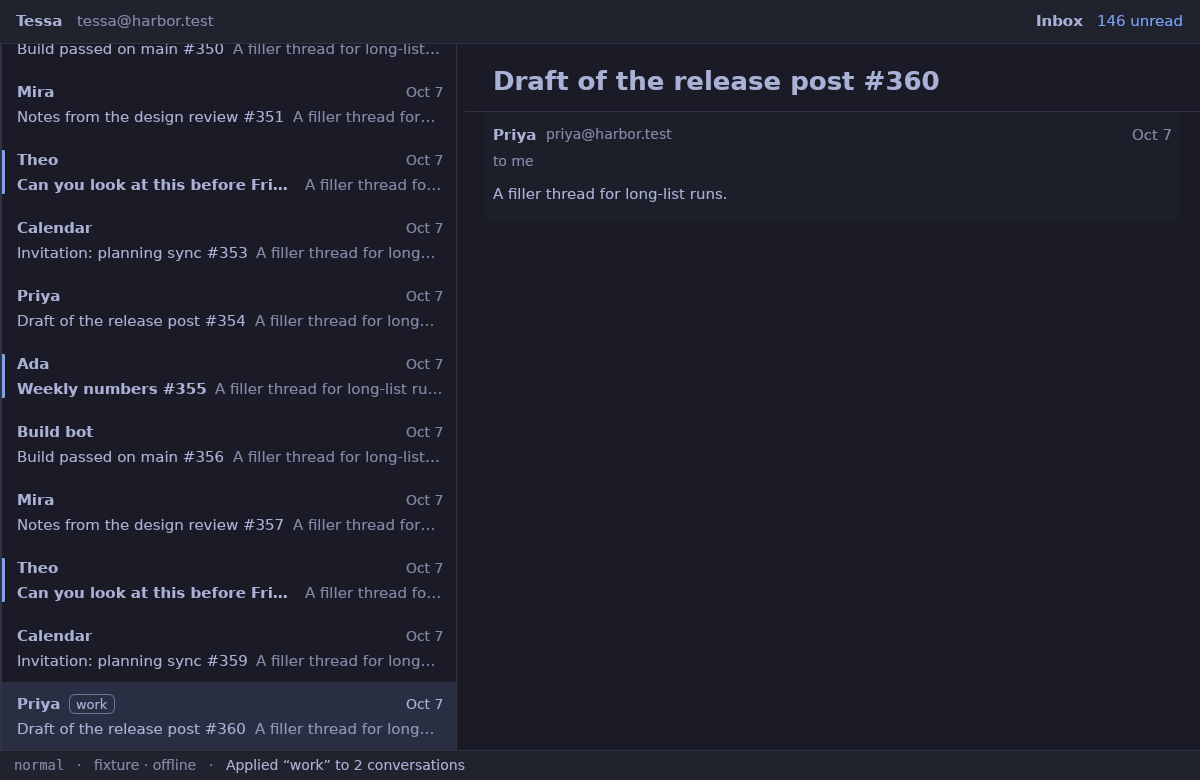 Tessa tessa@harbor.test Inbox 146 unread
Build passed on main #350 A filler thread for long-list…
Mira Oct 7
Notes from the design review #351 A filler thread for…
Theo Oct 7
Can you look at this before Fri… A filler thread fo…
Calendar Oct 7
Invitation: planning sync #353 A filler thread for long…
Priya Oct 7
Draft of the release post #354 A filler thread for long…
Ada Oct 7
Weekly numbers #355 A filler thread for long-list ru…
Build bot Oct 7
Build passed on main #356 A filler thread for long-list…
Mira Oct 7
Notes from the design review #357 A filler thread for…
Theo Oct 7
Can you look at this before Fri… A filler thread fo…
Calendar Oct 7
Invitation: planning sync #359 A filler thread for long…
Priya work Oct 7
Draft of the release post #360 A filler thread for long…
Draft of the release post #360
Priya priya@harbor.test Oct 7
to me
A filler thread for long-list runs.
normal · fixture · offline · Applied “work” to 2 conversations